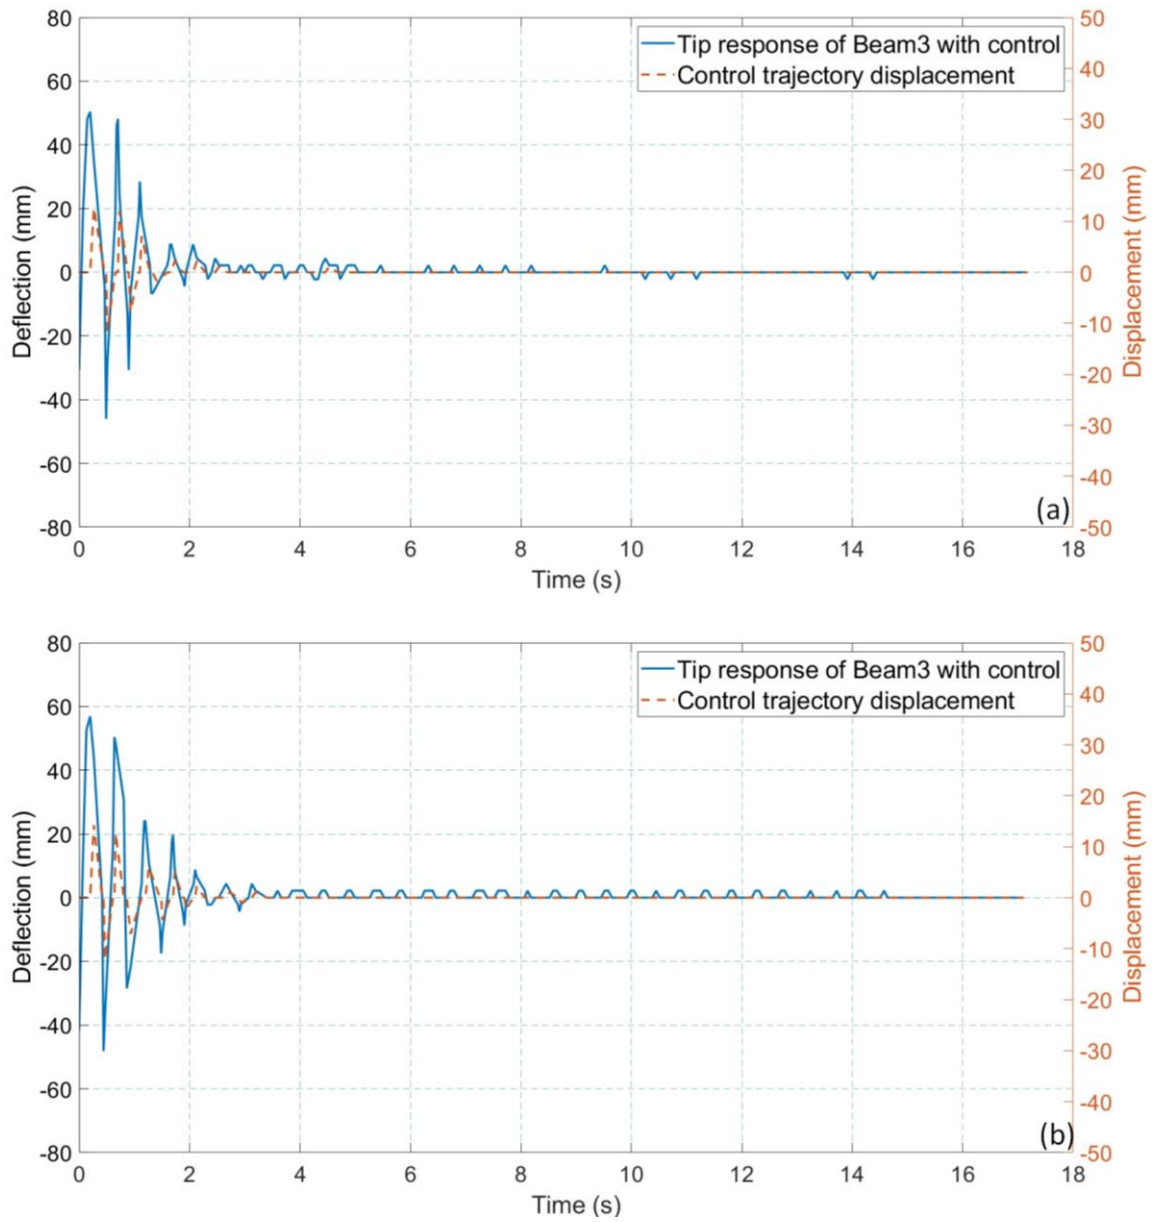 80
60
40
20
0
-20
-40
-60
-80
Deflection (mm)
50
40
30
20
10
0
-10
-20
-30
-40
-50
Displacement (mm)
Tip response of Beam3 with control
Control trajectory displacement
(a)
0 2 4 6 8 10 12 14 16 18
Time (s)
80
60
40
20
0
-20
-40
-60
-80
Deflection (mm)
50
40
30
20
10
0
-10
-20
-30
-40
-50
Displacement (mm)
Tip response of Beam3 with control
Control trajectory displacement
(b)
0 2 4 6 8 10 12 14 16 18
Time (s)